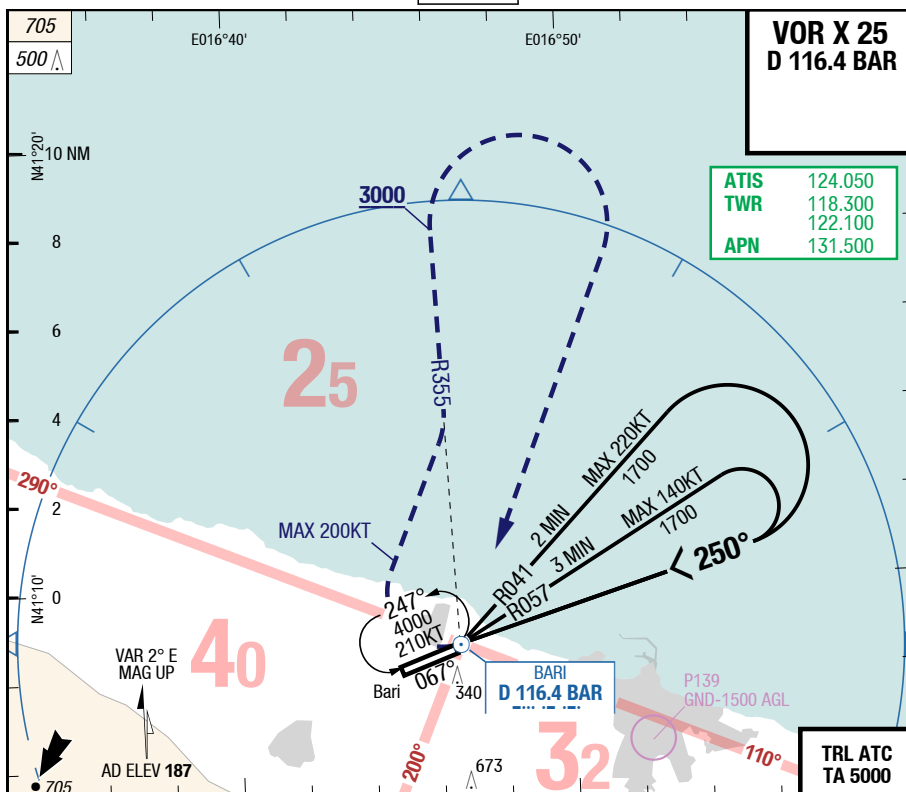 705
500
E016°40'
E016°50'
VOR X 25
D 116.4 BAR
N41°20'
10 NM
8
6
4
2
0
N41°10'
ATIS 124.050
TWR 118.300
122.100
APN 131.500
3000
25
R355
MAX 220KT
1700
2 MIN
MAX 140KT
1700
3 MIN
R041
R057
< 250°
290°
MAX 200KT
247°
4000
210KT
067°
Bari
340
BARI
D 116.4 BAR
40
VAR 2° E
MAG UP
P139
GND-1500 AGL
32
110°
200°
673
AD ELEV 187
705
TRL ATC
TA 5000